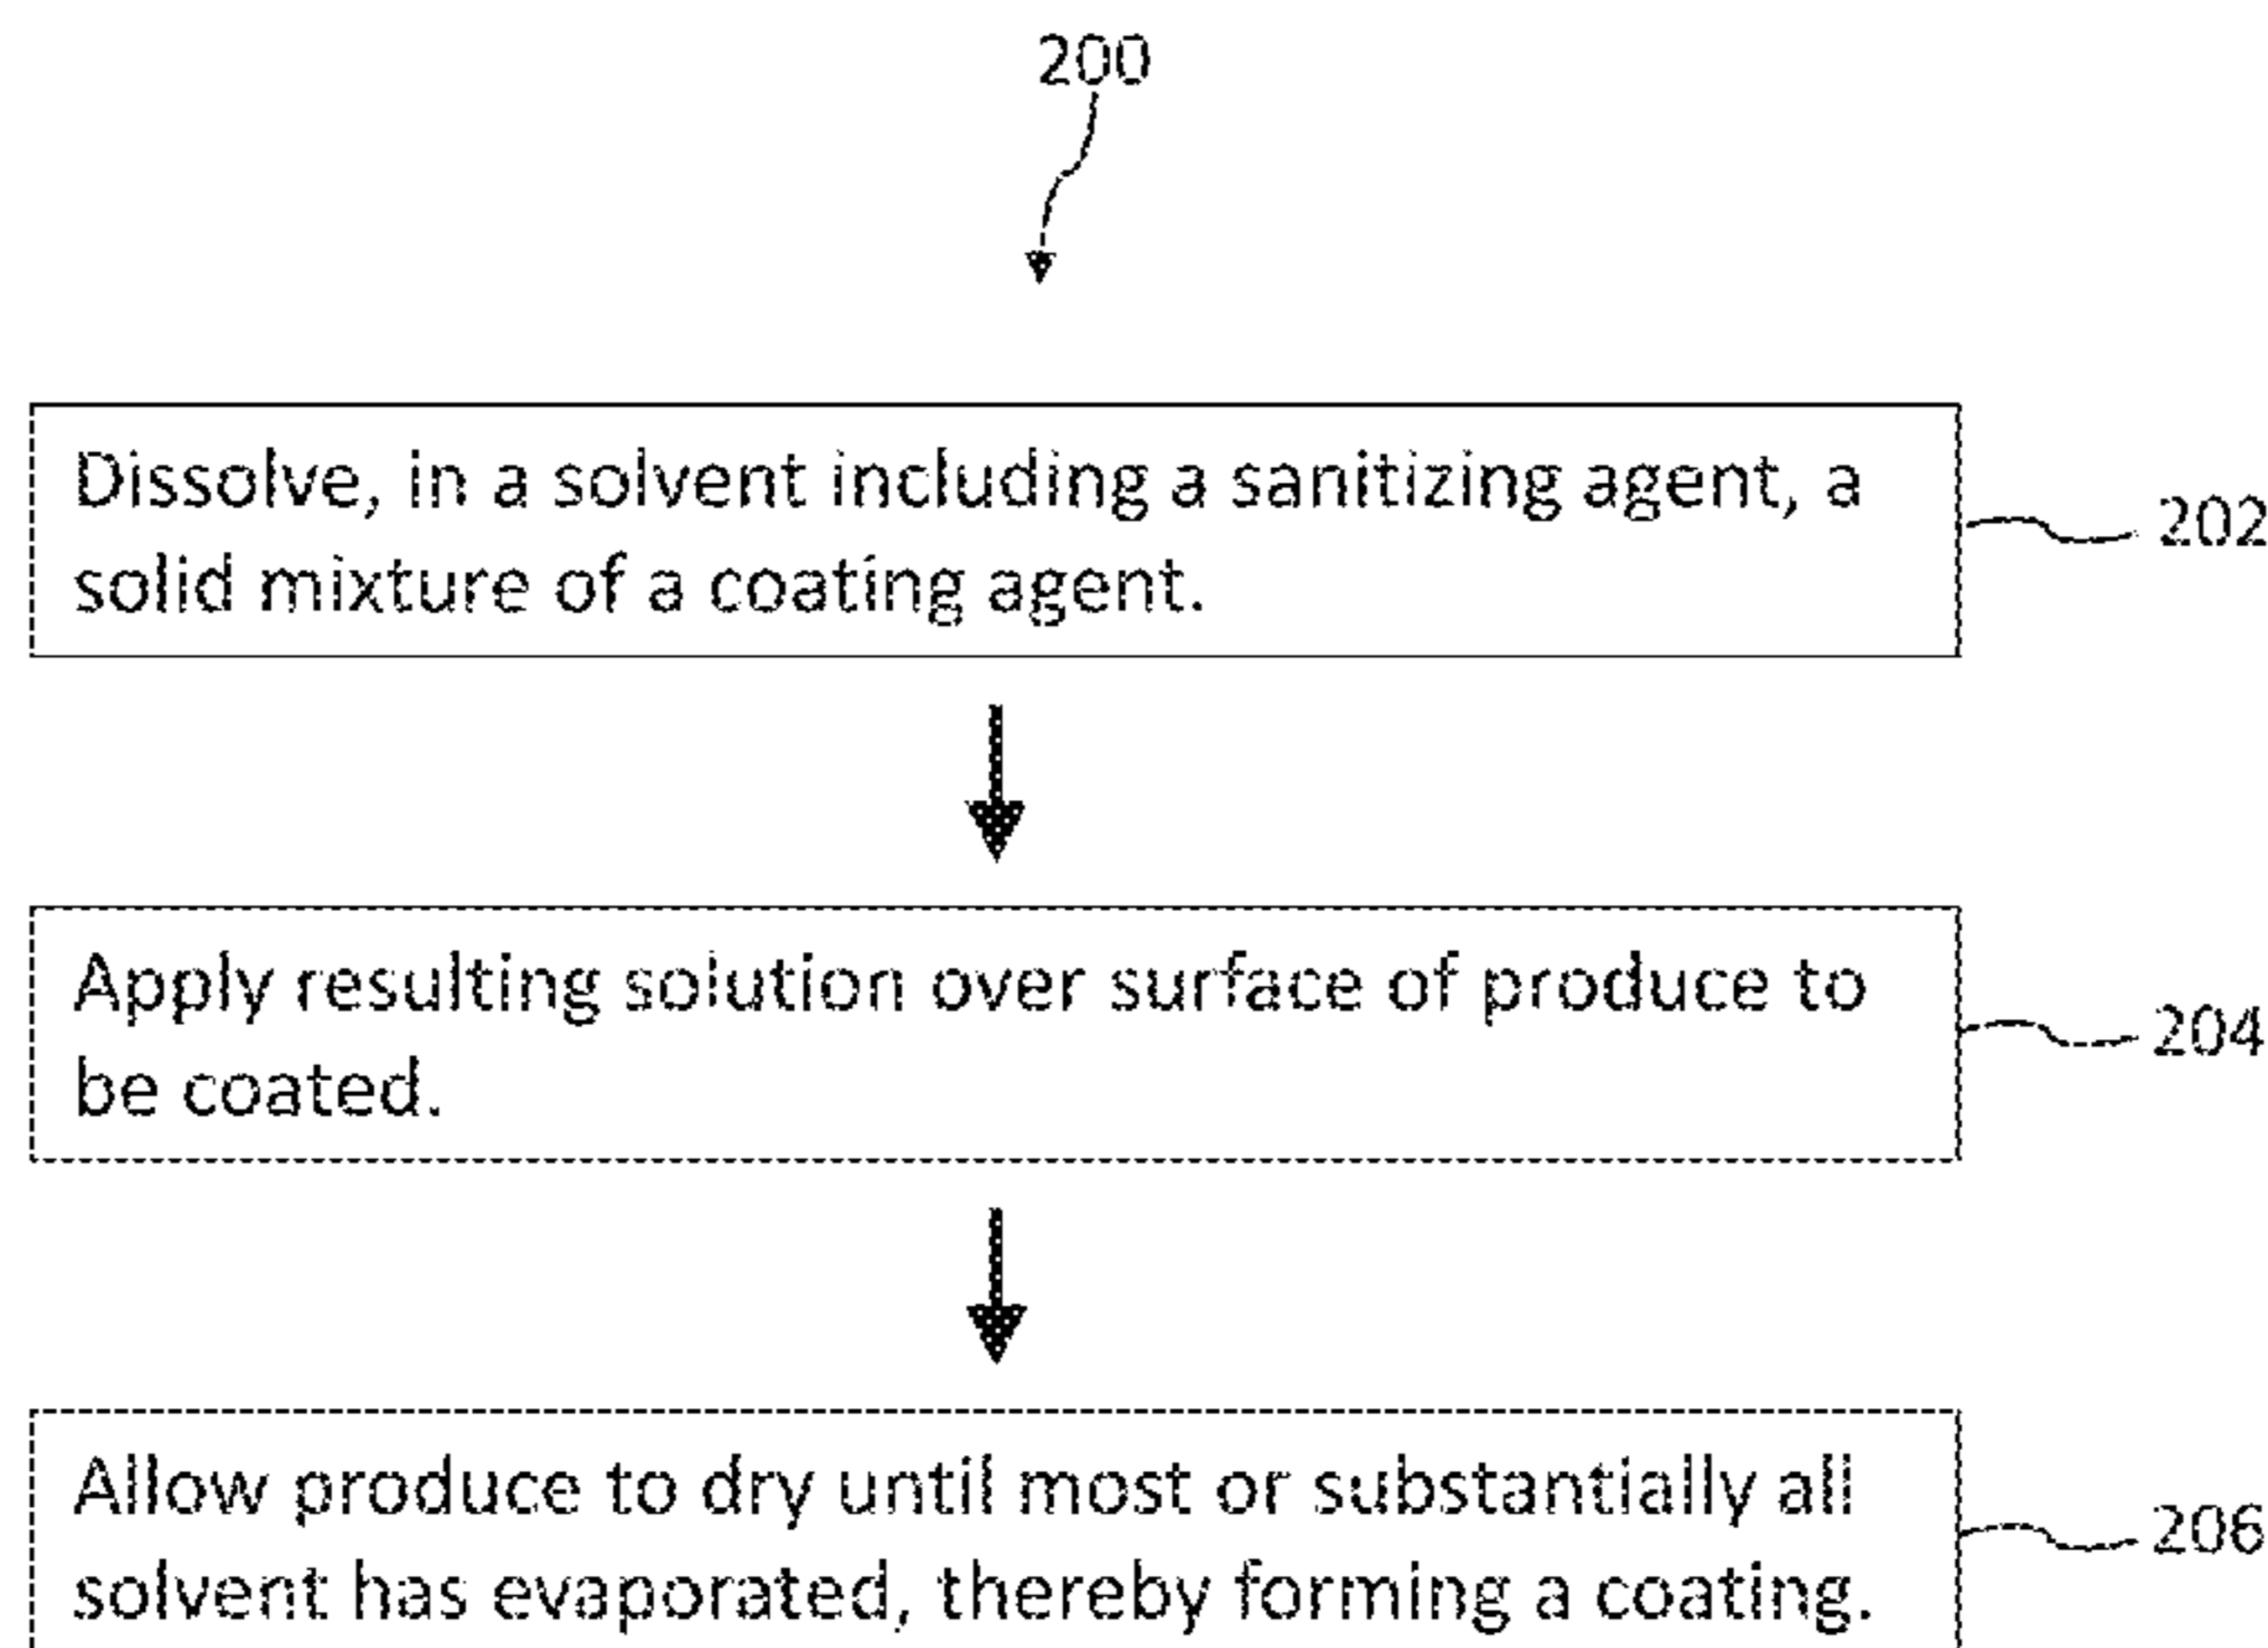 200
Dissolve, in a solvent including a sanitizing agent, a
solid mixture of a coating agent.
202
Apply resulting solution over surface of produce to
be coated.
204
Allow produce to dry until most or substantially all
solvent has evaporated, thereby forming a coating.
206